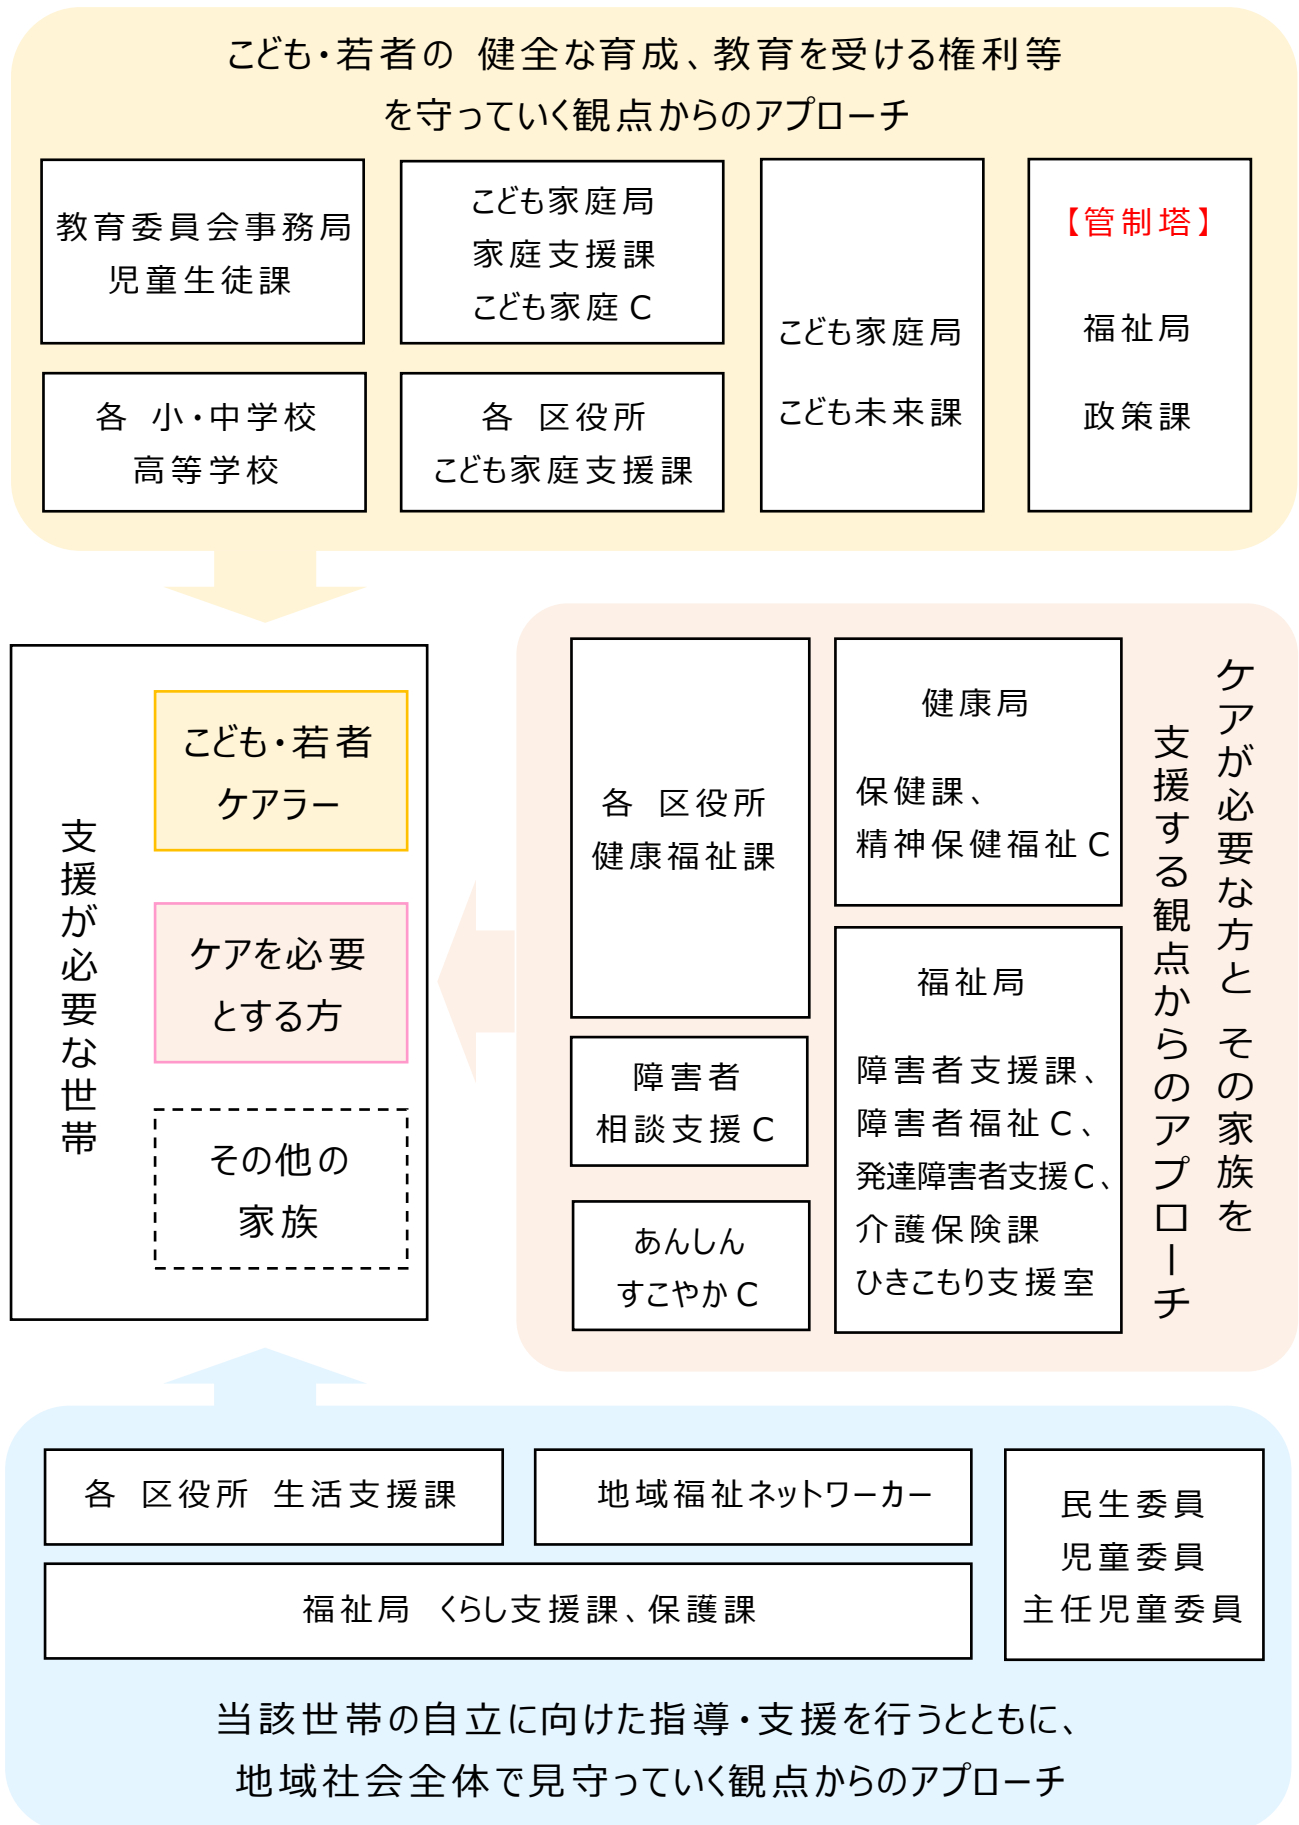 こども・若者の 健全な育成、教育を受ける権利等
を守っていく観点からのアプローチ
教育委員会事務局
児童生徒課
こども家庭局
家庭支援課
こども家庭C
こども家庭局
こども未来課
【管制塔】
福祉局
政策課
各 小・中学校
高等学校
各 区役所
こども家庭支援課
支援が必要な世帯
こども・若者
ケアラー
ケアを必要
とする方
その他の
家族
ケアが必要な方と その家族を
支援する観点からのアプローチ
各 区役所
健康福祉課
健康局
保健課、
精神保健福祉C
障害者
相談支援C
あんしん
すこやかC
福祉局
障害者支援課、
障害者福祉C、
発達障害者支援C、
介護保険課
ひきこもり支援室
各 区役所 生活支援課
地域福祉ネットワーカー
民生委員
児童委員
主任児童委員
福祉局 くらし支援課、保護課
当該世帯の自立に向けた指導・支援を行うとともに、
地域社会全体で見守っていく観点からのアプローチ